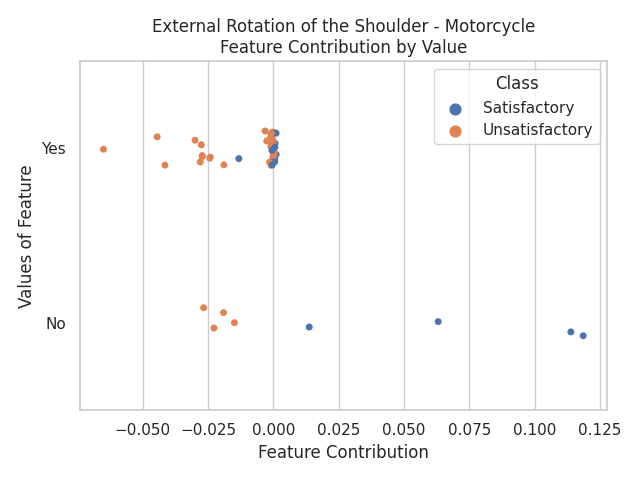 External Rotation of the Shoulder - Motorcycle
Feature Contribution by Value
Class
Satisfactory
Unsatisfactory
Values of Feature
Yes
No
−0.050 −0.025 0.000 0.025 0.050 0.075 0.100 0.125
Feature Contribution